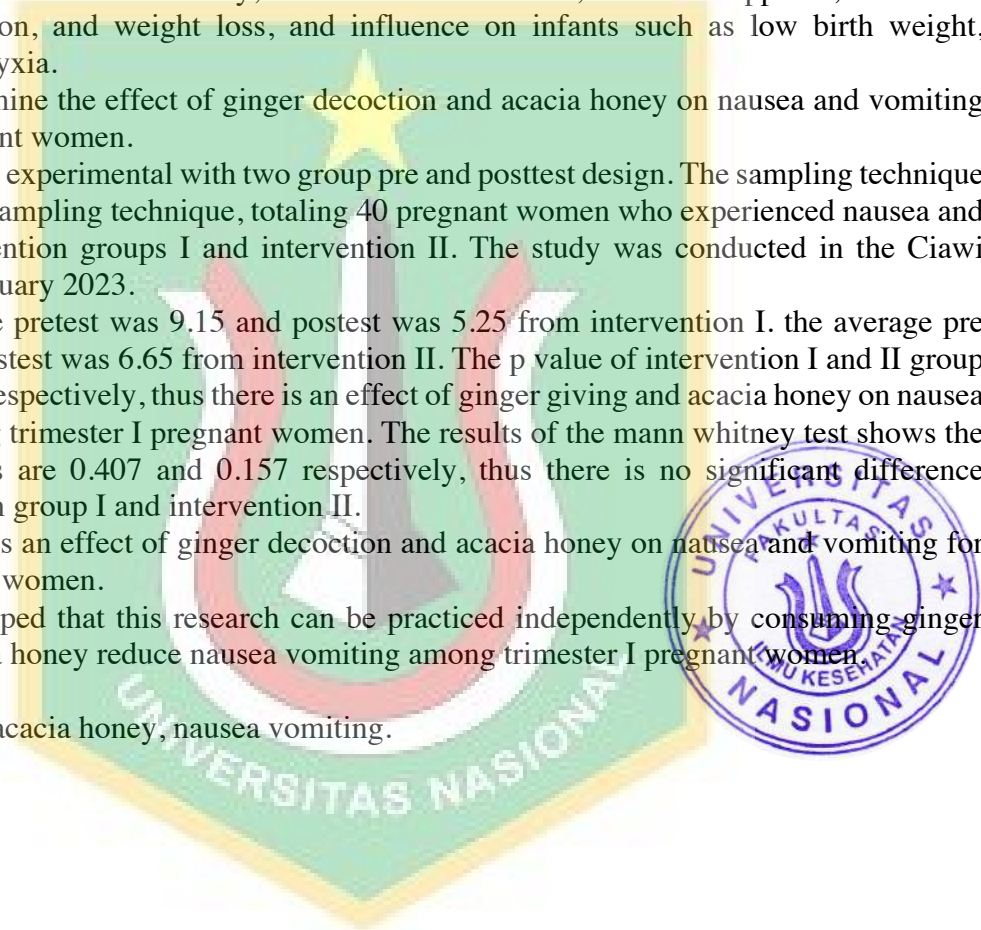 on, and weight loss, and influence on infants such as low birth weight,
yxia.
nine the effect of ginger decoction and acacia honey on nausea and vomiting
nt women.
experimental with two group pre and posttest design. The sampling technique
ampling technique, totaling 40 pregnant women who experienced nausea and
ention groups I and intervention II. The study was conducted in the Ciawi
uary 2023.
e pretest was 9.15 and postest was 5.25 from intervention I. the average pre
stest was 6.65 from intervention II. The p value of intervention I and II group
espectively, thus there is an effect of ginger giving and acacia honey on nausea
g trimester I pregnant women. The results of the mann whitney test shows the
s are 0.407 and 0.157 respectively, thus there is no significant difference
n group I and intervention II.
s an effect of ginger decoction and acacia honey on nausea and vomiting for
women.
ped that this research can be practiced independently by consuming ginger
a honey reduce nausea vomiting among trimester I pregnant women.
acacia honey, nausea vomiting.
UNIVERSITAS NASIONAL
UNIVERSITAS
FAKULTAS
ILMU KESEHATAN
NASIONAL